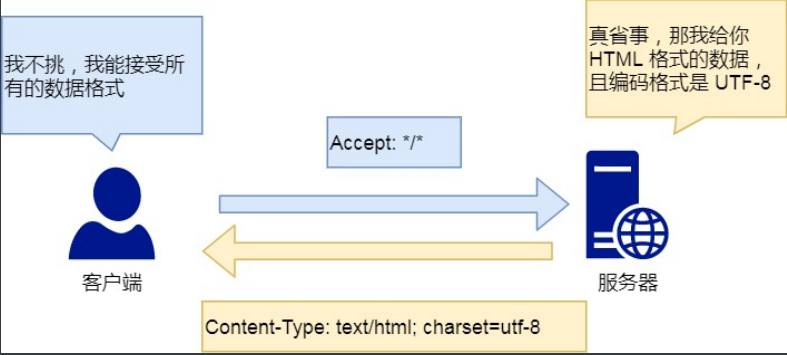 我不挑，我能接受所
有的数据格式
真省事，那我给你
HTML 格式的数据，
且编码格式是 UTF-8
Accept: */*
客户端
服务器
Content-Type: text/html; charset=utf-8